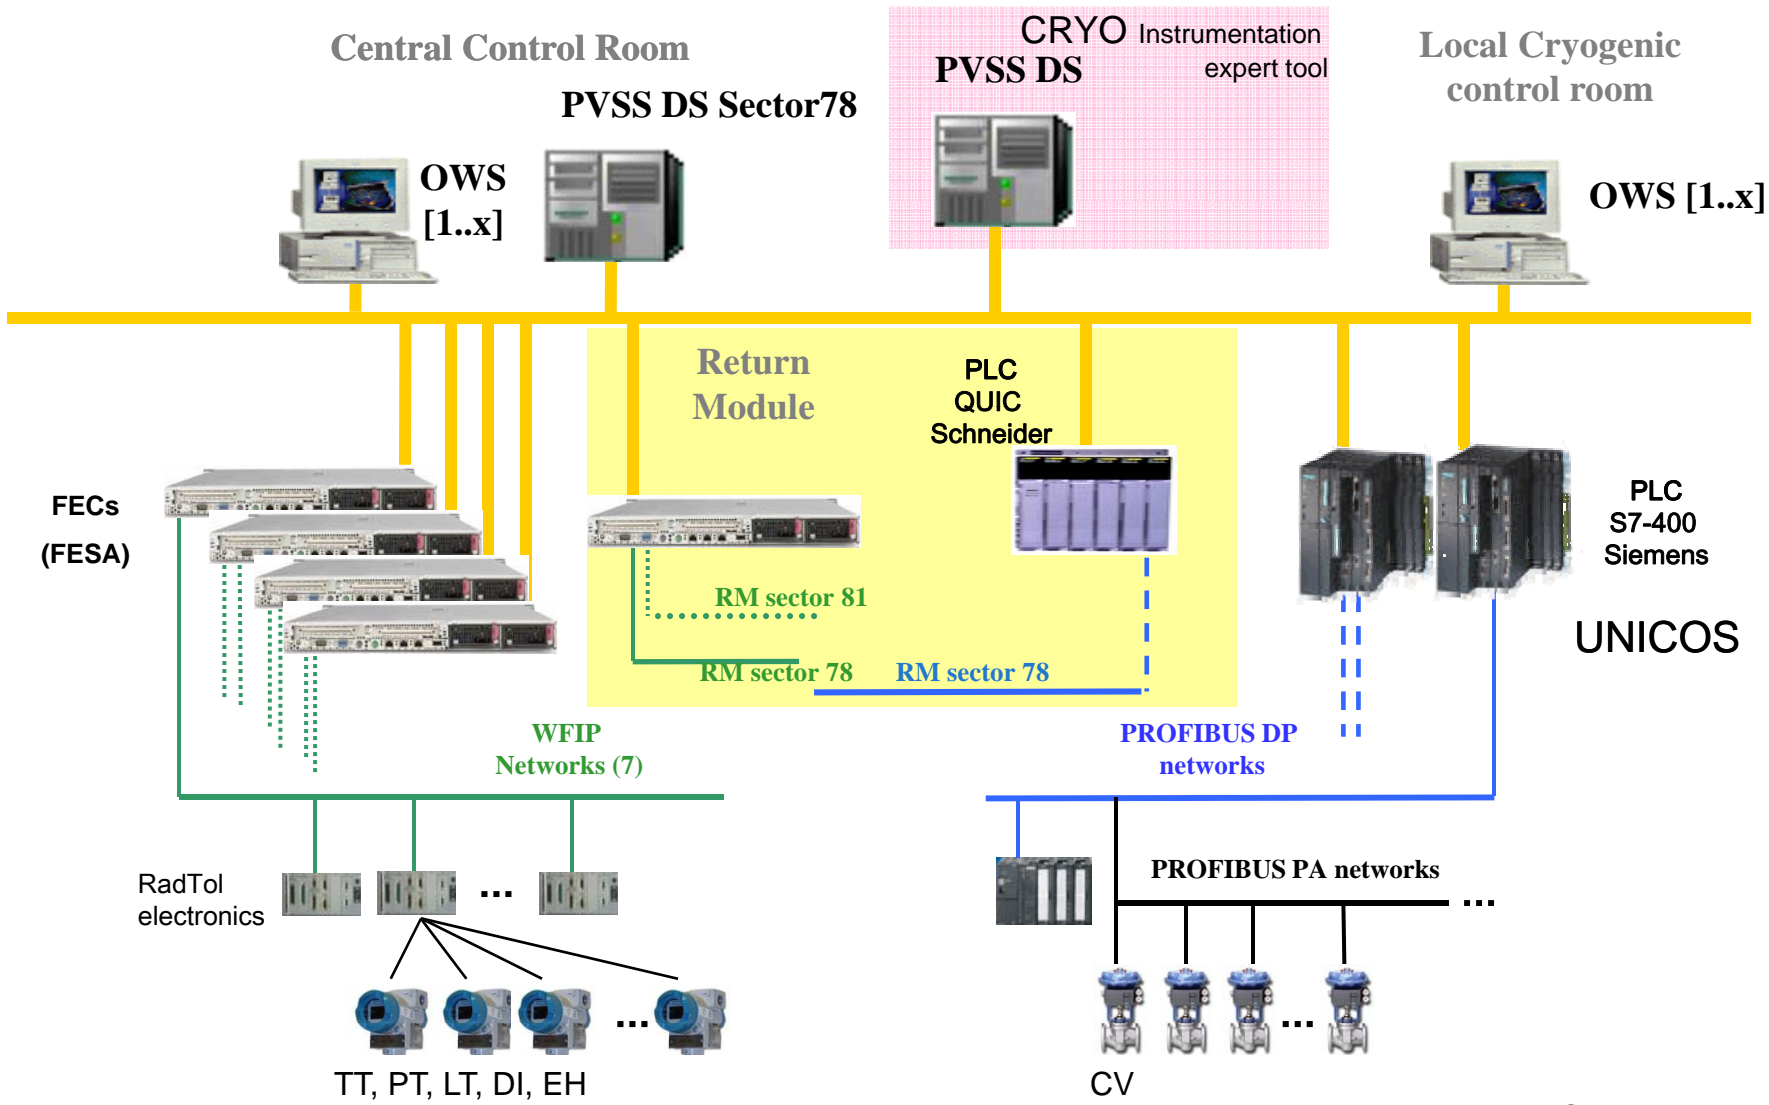 Central Control Room
CRYO Instrumentation
expert tool
PVSS DS
Local Cryogenic
control room
PVSS DS Sector78
OWS
[1..x]
OWS [1..x]
Return
Module
PLC
QUIC
Schneider
FECs
(FESA)
PLC
S7-400
Siemens
RM sector 81
UNICOS
RM sector 78
RM sector 78
WFIP
Networks (7)
PROFIBUS DP
networks
RadTol
electronics
...
PROFIBUS PA networks
...
...
...
TT, PT, LT, DI, EH
CV